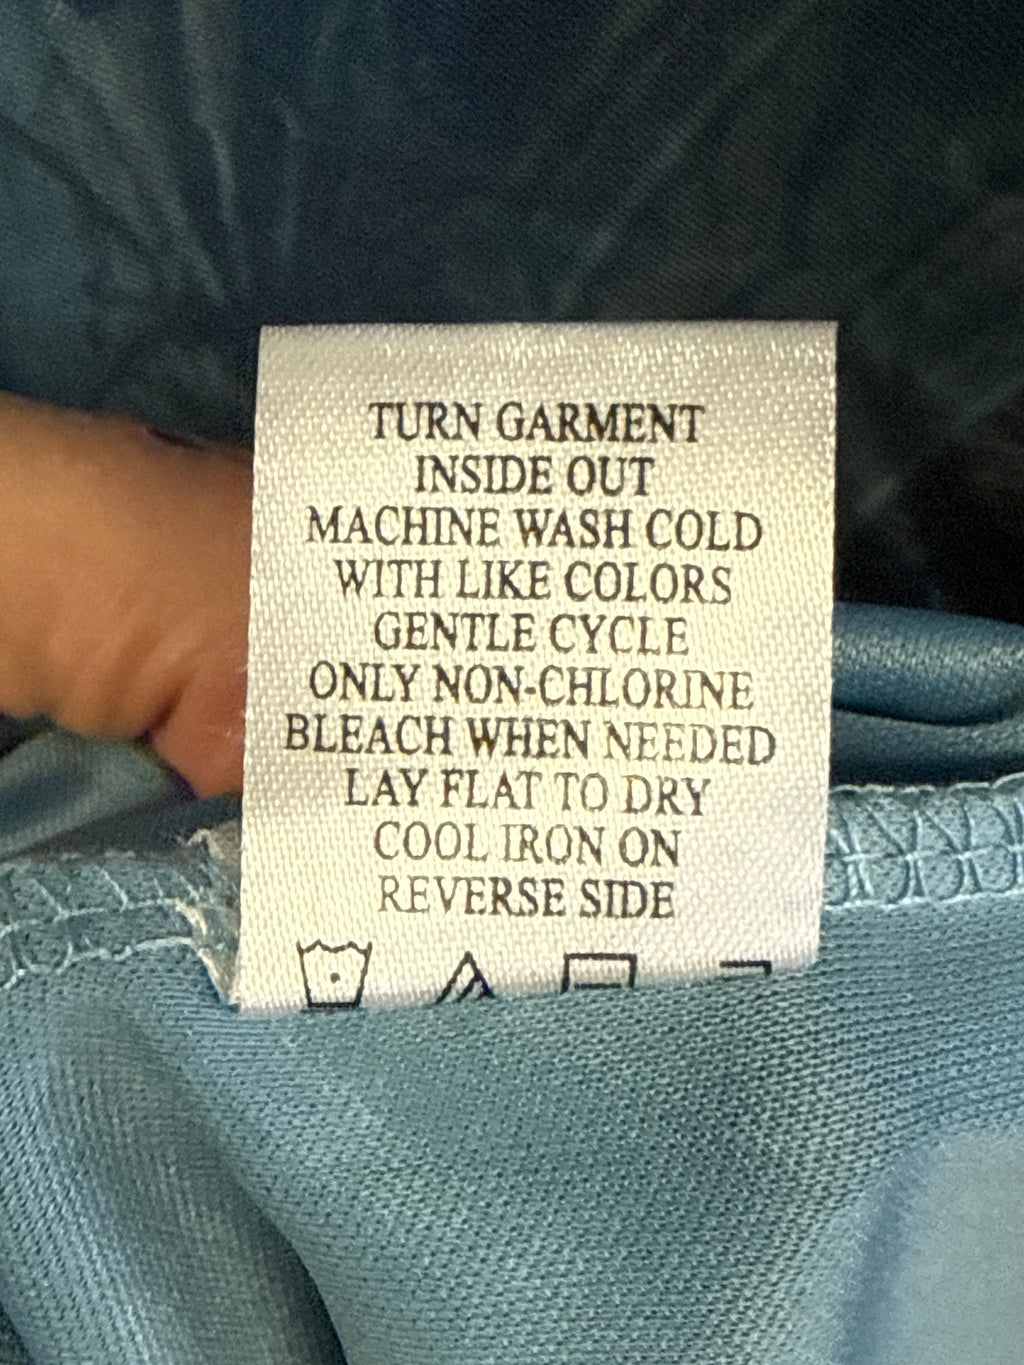 TURN GARMENT
INSIDE OUT
MACHINE WASH COLD
WITH LIKE COLORS
GENTLE CYCLE
ONLY NON-CHLORINE
BLEACH WHEN NEEDED
LAY FLAT TO DRY
COOL IRON ON
REVERSE SIDE